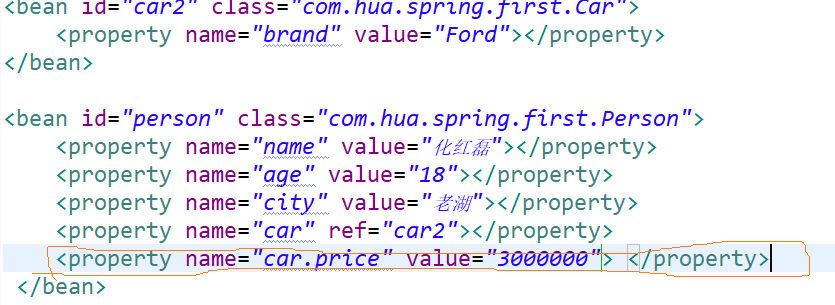 <bean id="car2" class="com.hua.spring.first.Car">
<property name="brand" value="Ford"></property>
</bean>
<bean id="person" class="com.hua.spring.first.Person">
<property name="name" value="化红磊"></property>
<property name="age" value="18"></property>
<property name="city" value="老湖"></property>
<property name="car" ref="car2"></property>
<property name="car.price" value="3000000"> </property>
</bean>